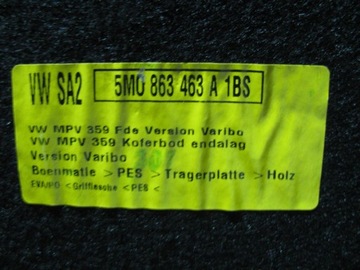 VW SA2 5M0 863 463 A 1BS
VW MPV 359 Fde Version Varibo
VW MPV 359 Koferbod endalag
Version Varibo
Boenmatie > PES > Tragerplatte > Holz
EVA/PO < Grifflasche < PES <